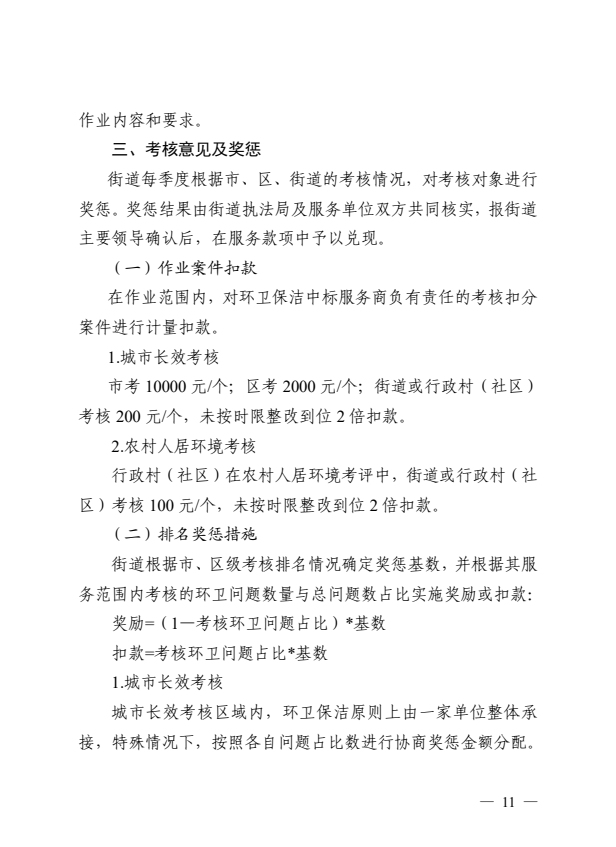 作业内容和要求。
三、考核意见及奖惩
街道每季度根据市、区、街道的考核情况，对考核对象进行
奖惩。奖惩结果由街道执法局及服务单位双方共同核实，报街道
主要领导确认后，在服务款项中予以兑现。
（一）作业案件扣款
在作业范围内，对环卫保洁中标服务商负有责任的考核扣分
案件进行计量扣款。
1.城市长效考核
市考 10000 元/个；区考 2000 元/个；街道或行政村（社区）
考核 200 元/个，未按时限整改到位 2 倍扣款。
2.农村人居环境考核
行政村（社区）在农村人居环境考评中，街道或行政村（社
区）考核 100 元/个，未按时限整改到位 2 倍扣款。
（二）排名奖惩措施
街道根据市、区级考核排名情况确定奖惩基数，并根据其服
务范围内考核的环卫问题数量与总问题数占比实施奖励或扣款：
奖励=（1—考核环卫问题占比）*基数
扣款=考核环卫问题占比*基数
1.城市长效考核
城市长效考核区域内，环卫保洁原则上由一家单位整体承
接，特殊情况下，按照各自问题占比数进行协商奖惩金额分配。
— 11 —